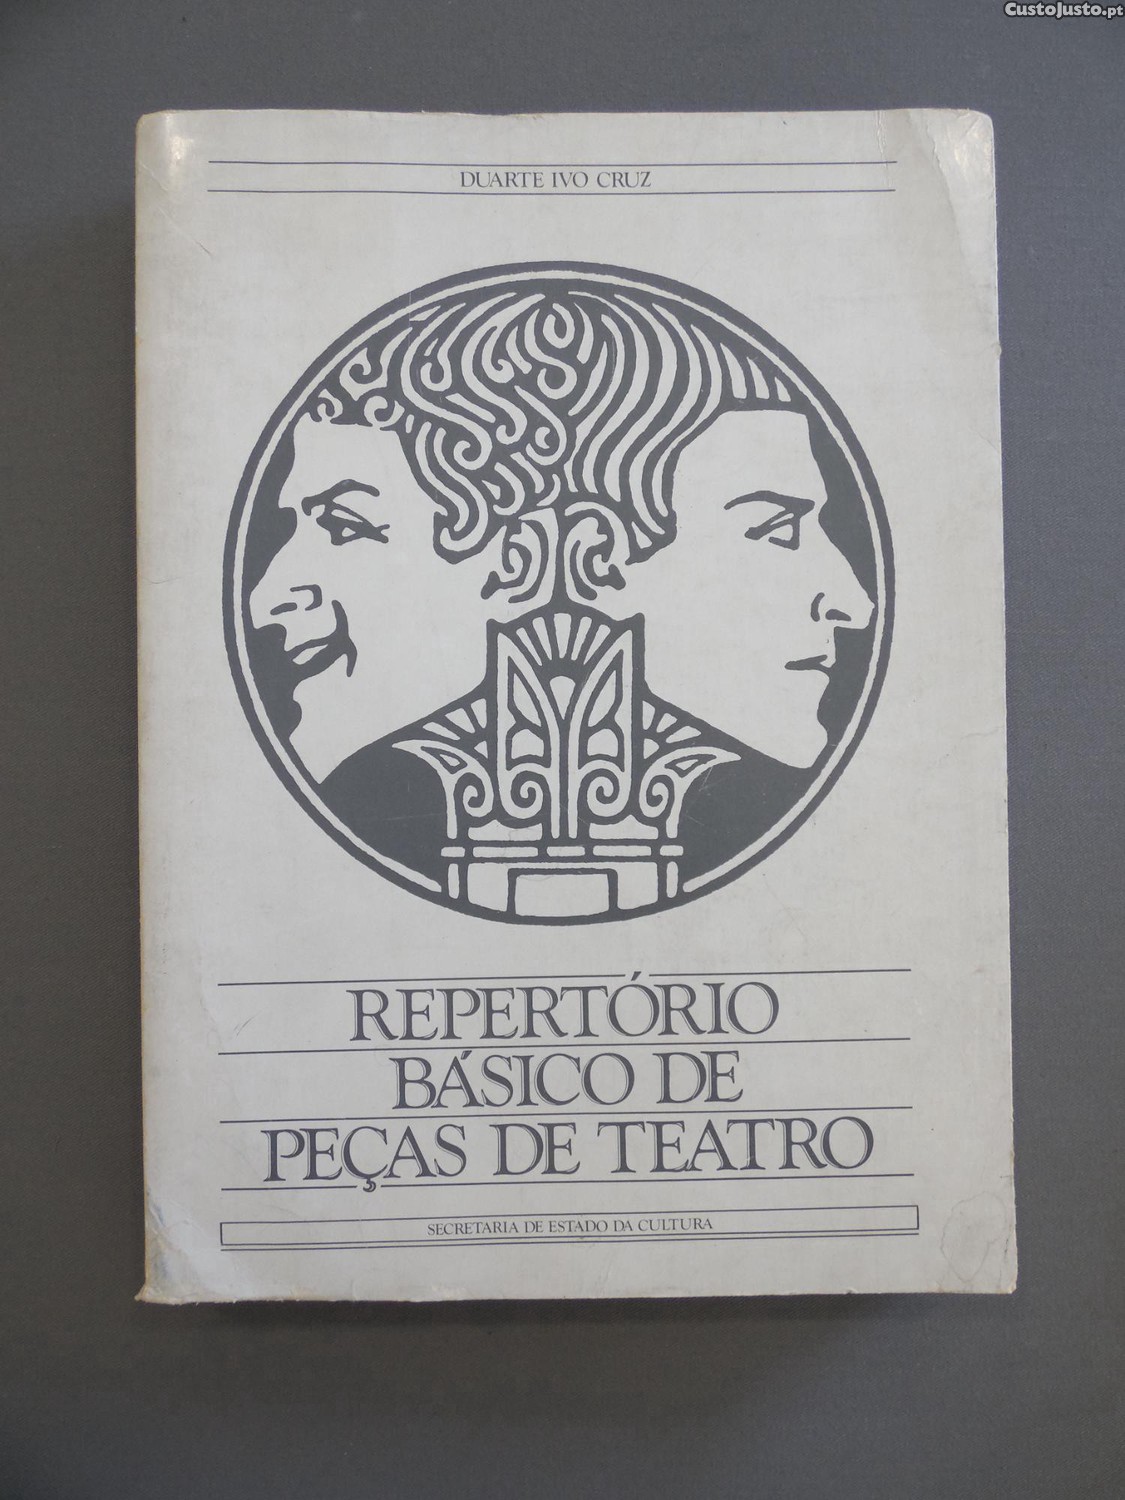 CustoJusto.pt
DUARTE IVO CRUZ
REPERTÓRIO
BÁSICO DE
PEÇAS DE TEATRO
SECRETARIA DE ESTADO DA CULTURA